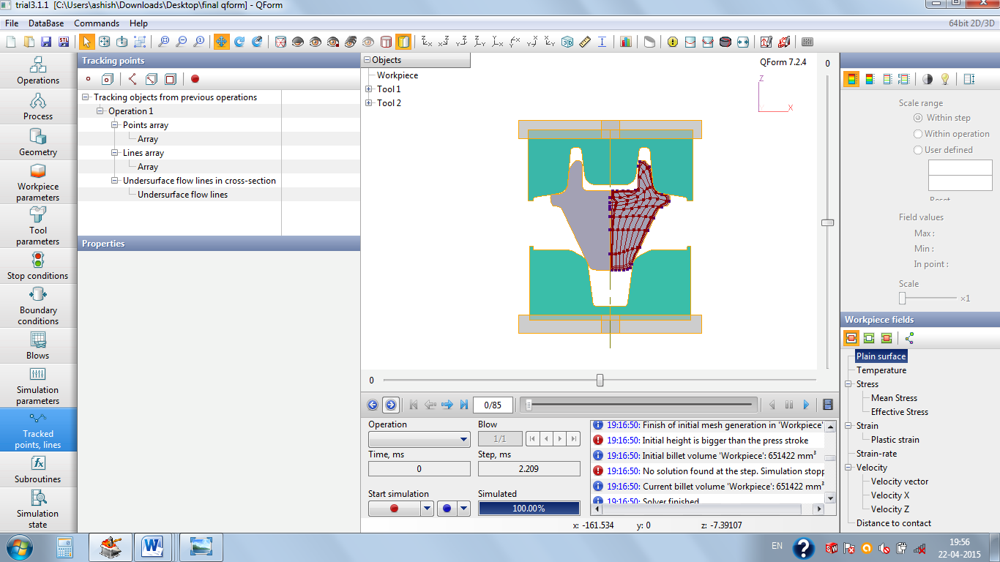 trial3.1.1 [C:\Users\ashish\Downloads\Desktop\final qform] - QForm
File DataBase Commands Help
64bit 2D/3D
STL
Operations
Process
Geometry
Workpiece
parameters
Tool
parameters
Stop conditions
Boundary
conditions
Blows
Simulation
parameters
Tracked
points, lines
fx
Subroutines
Simulation
state
Tracking points
Tracking objects from previous operations
Operation 1
Points array
Array
Lines array
Array
Undersurface flow lines in cross-section
Undersurface flow lines
Properties
Objects
Workpiece
Tool 1
Tool 2
QForm 7.2.4
Z
X
0
0
0/85
Operation
Blow
1/1
Time, ms
Step, ms
0
2.209
Start simulation
Simulated
100.00%
19:16:50: Finish of initial mesh generation in 'Workpiece'
19:16:50: Initial height is bigger than the press stroke
19:16:50: Initial billet volume 'Workpiece': 651422 mm³
19:16:50: No solution found at the step. Simulation stopp
19:16:50: Current billet volume 'Workpiece': 651422 mm³
19:16:50: Solver finished
x: -161.534 y: 0 z: -7.39107
Scale range
Within step
Within operation
User defined
Reset
Field values
Max :
Min :
In point :
Scale
×1
Workpiece fields
Plain surface
Temperature
Stress
Mean Stress
Effective Stress
Strain
Plastic strain
Strain-rate
Velocity
Velocity vector
Velocity X
Velocity Z
Distance to contact
EN
19:56
22-04-2015